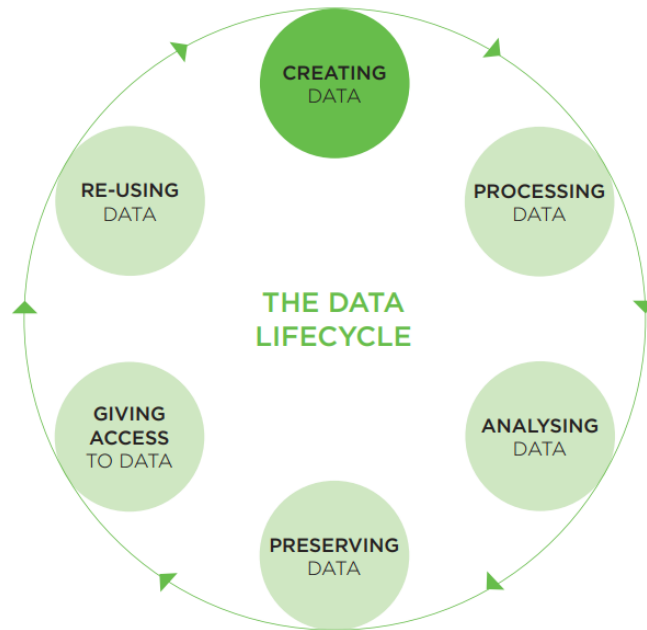 CREATING
DATA
PROCESSING
DATA
ANALYSING
DATA
PRESERVING
DATA
GIVING
ACCESS
TO DATA
RE-USING
DATA
THE DATA
LIFECYCLE